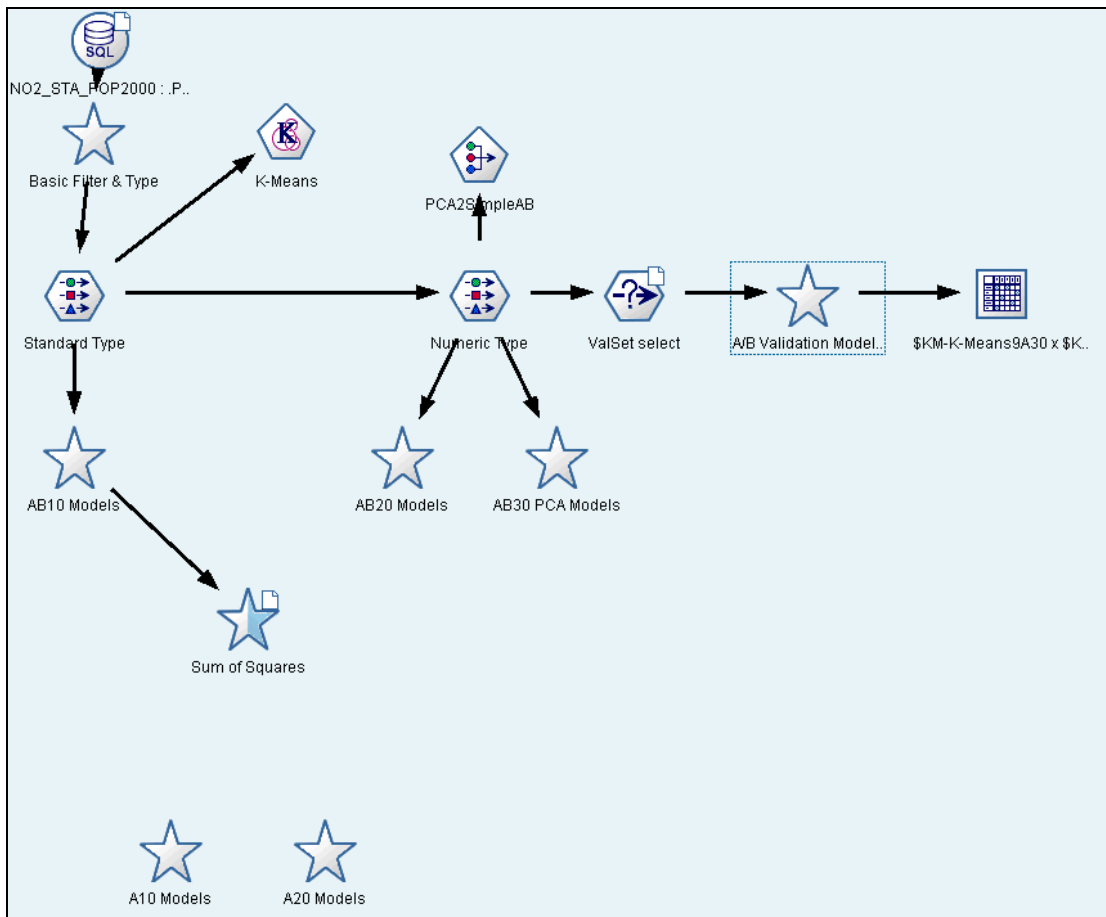 SQL
NO2_STA_POP2000 : .P..
Basic Filter & Type
K
K-Means
PCA2SimpleAB
Standard Type
Numeric Type
-?->
ValSet select
A/B Validation Model..
$KM-K-Means9A30 x $K..
AB10 Models
AB20 Models
AB30 PCA Models
Sum of Squares
A10 Models
A20 Models